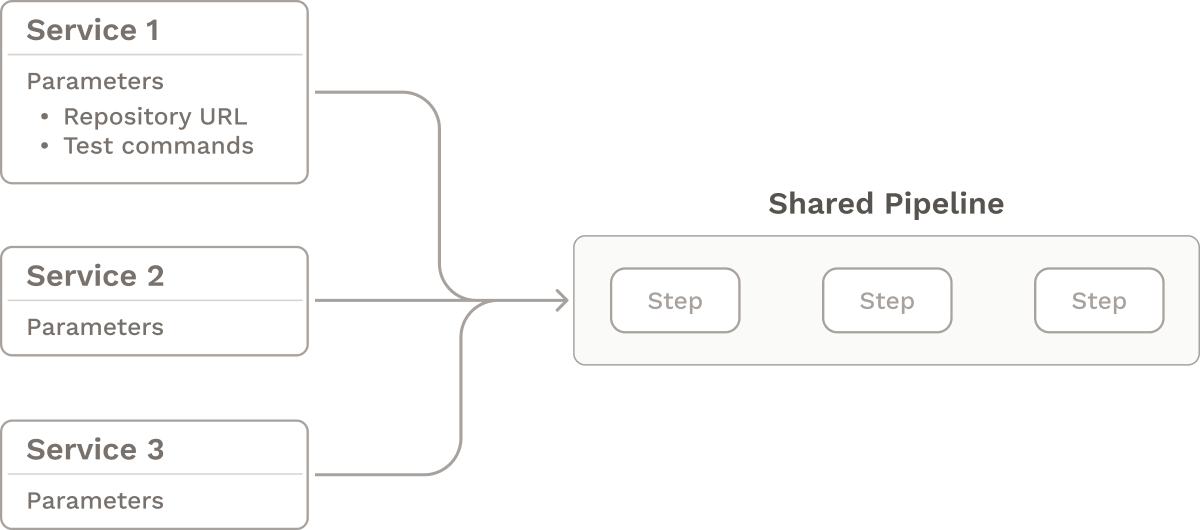 Service 1
Parameters
• Repository URL
• Test commands
Service 2
Parameters
Service 3
Parameters
Shared Pipeline
Step
Step
Step